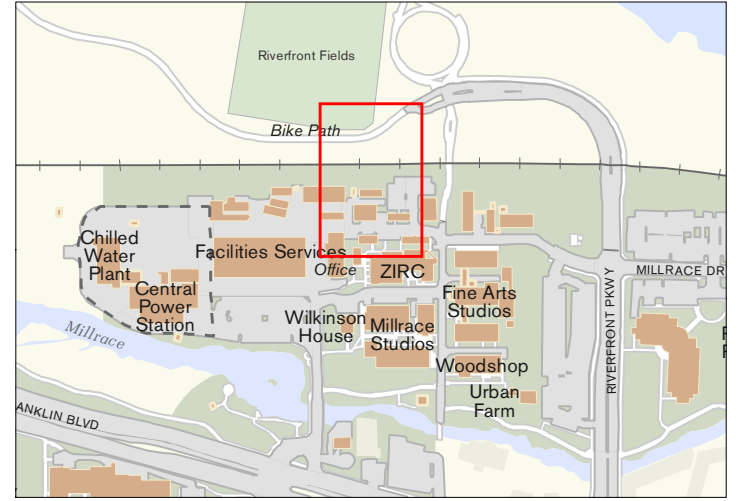 Riverfront Fields
Bike Path
Chilled
Water
Plant
Facilities Services
Office
ZIRC
MILLRACE DR
Central
Power
Station
Fine Arts
Studios
RIVERFRONT PKWY
Wilkinson
House
Millrace
Studios
Millrace
Woodshop
Urban
Farm
ANKLIN BLVD